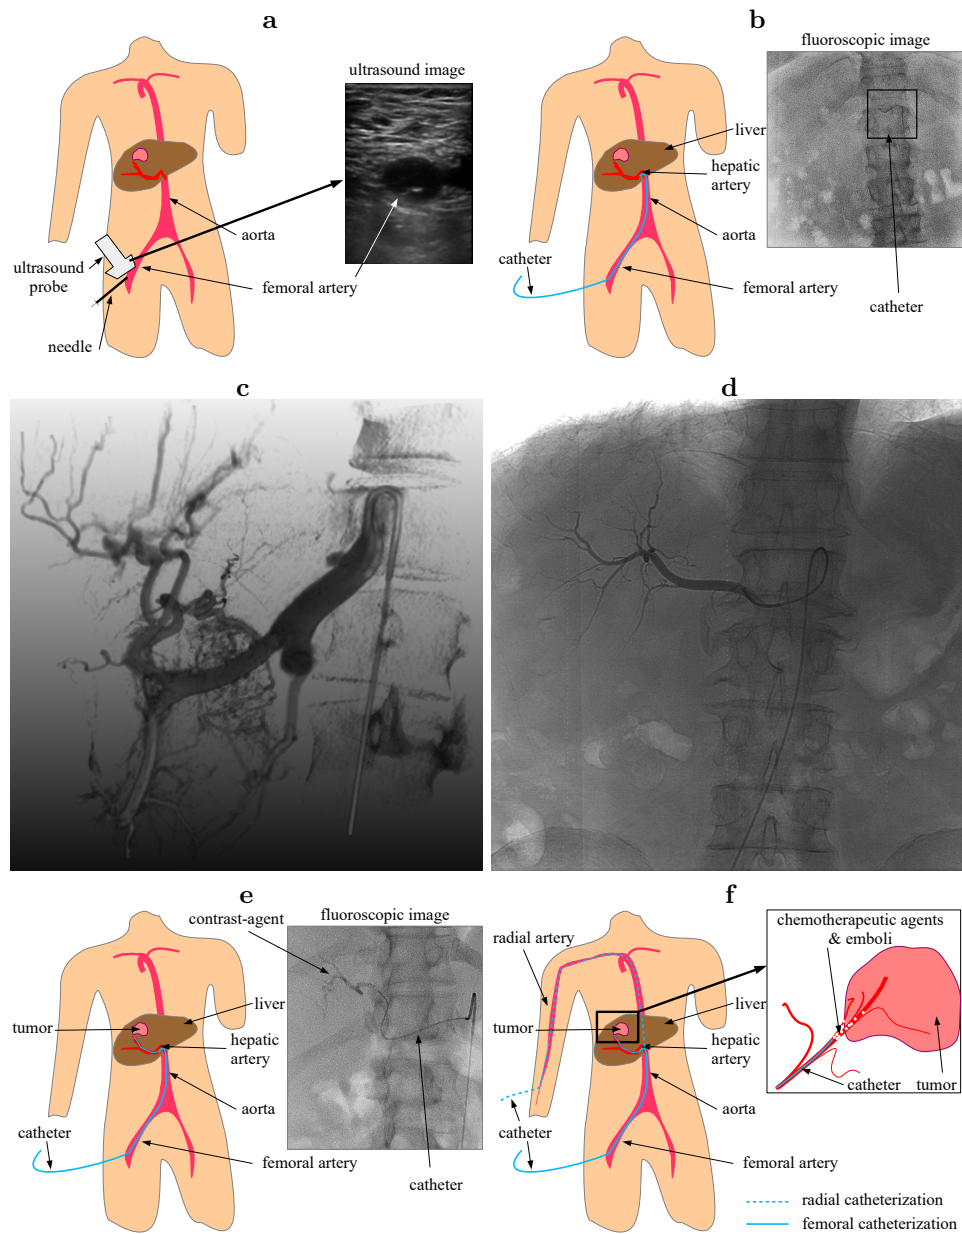 a
ultrasound image
aorta
ultrasound
probe
femoral artery
needle
b
fluoroscopic image
liver
hepatic
artery
aorta
catheter
femoral artery
catheter
c
d
e
contrast-agent
fluoroscopic image
liver
tumor
hepatic
artery
aorta
catheter
femoral artery
catheter
f
radial artery
chemotherapeutic agents
& emboli
liver
tumor
hepatic
artery
catheter
tumor
aorta
catheter
femoral artery
radial catheterization
femoral catheterization